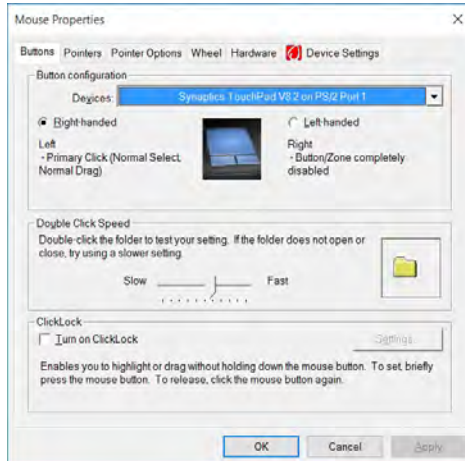 Mouse Properties
Buttons Pointers Pointer Options Wheel Hardware Device Settings
Button configuration
Devices: Synaptics TouchPad V8.2 on PS/2 Port 1
Right-handed Left-handed
Left Right
- Primary Click (Normal Select, - Button/Zone completely
Normal Drag) disabled
Double Click Speed
Double-click the folder to test your setting. If the folder does not open or
close, try using a slower setting.
Slow Fast
ClickLock
Turn on ClickLock Settings...
Enables you to highlight or drag without holding down the mouse button. To set, briefly
press the mouse button. To release, click the mouse button again.
OK Cancel Apply